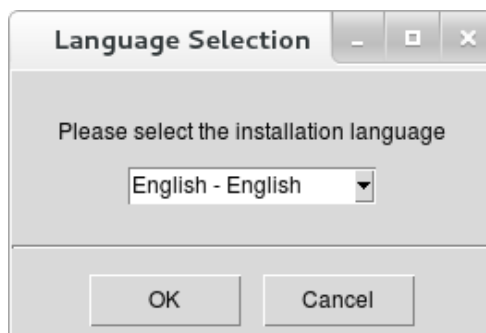 Language Selection
Please select the installation language
English - English
OK Cancel